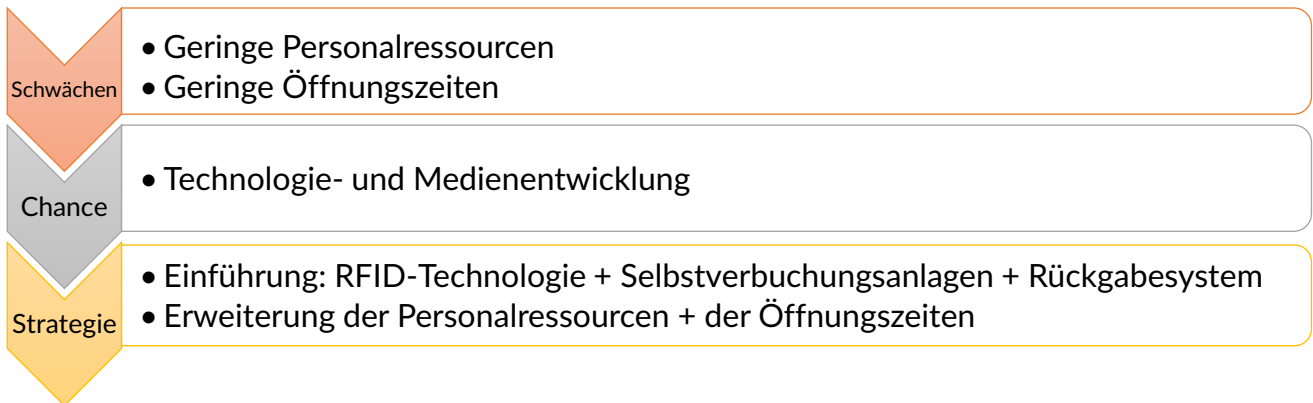 Schwächen
• Geringe Personalressourcen
• Geringe Öffnungszeiten
Chance
• Technologie- und Medienentwicklung
Strategie
• Einführung: RFID-Technologie + Selbstverbuchungsanlagen + Rückgabesystem
• Erweiterung der Personalressourcen + der Öffnungszeiten